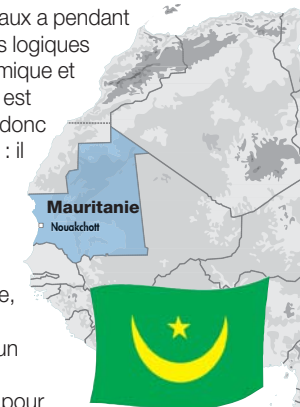 aux a pendant
s logiques
mique et
est
donc
: il
Mauritanie
Nouakchott
e,
un
pour